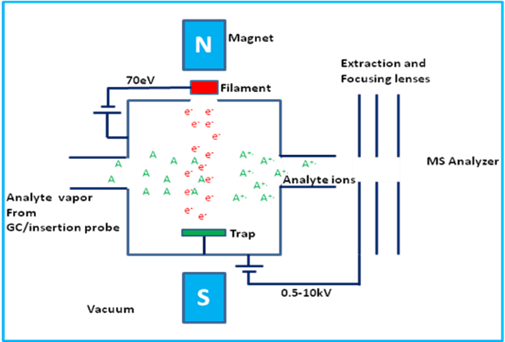 N
Magnet
Extraction and
Focusing lenses
70eV
Filament
e⁻ e⁻
e⁻ e⁻
e⁻
A A A e⁻ A⁺· A⁺· A⁺·
A e⁻ e⁻
A A A A e⁻ e⁻ A⁺· A⁺·
MS Analyzer
A A A e⁻ A A⁺· A⁺· Analyte ions
e⁻ e⁻
Analyte vapor
From
GC/insertion probe
Trap
S
0.5-10kV
Vacuum